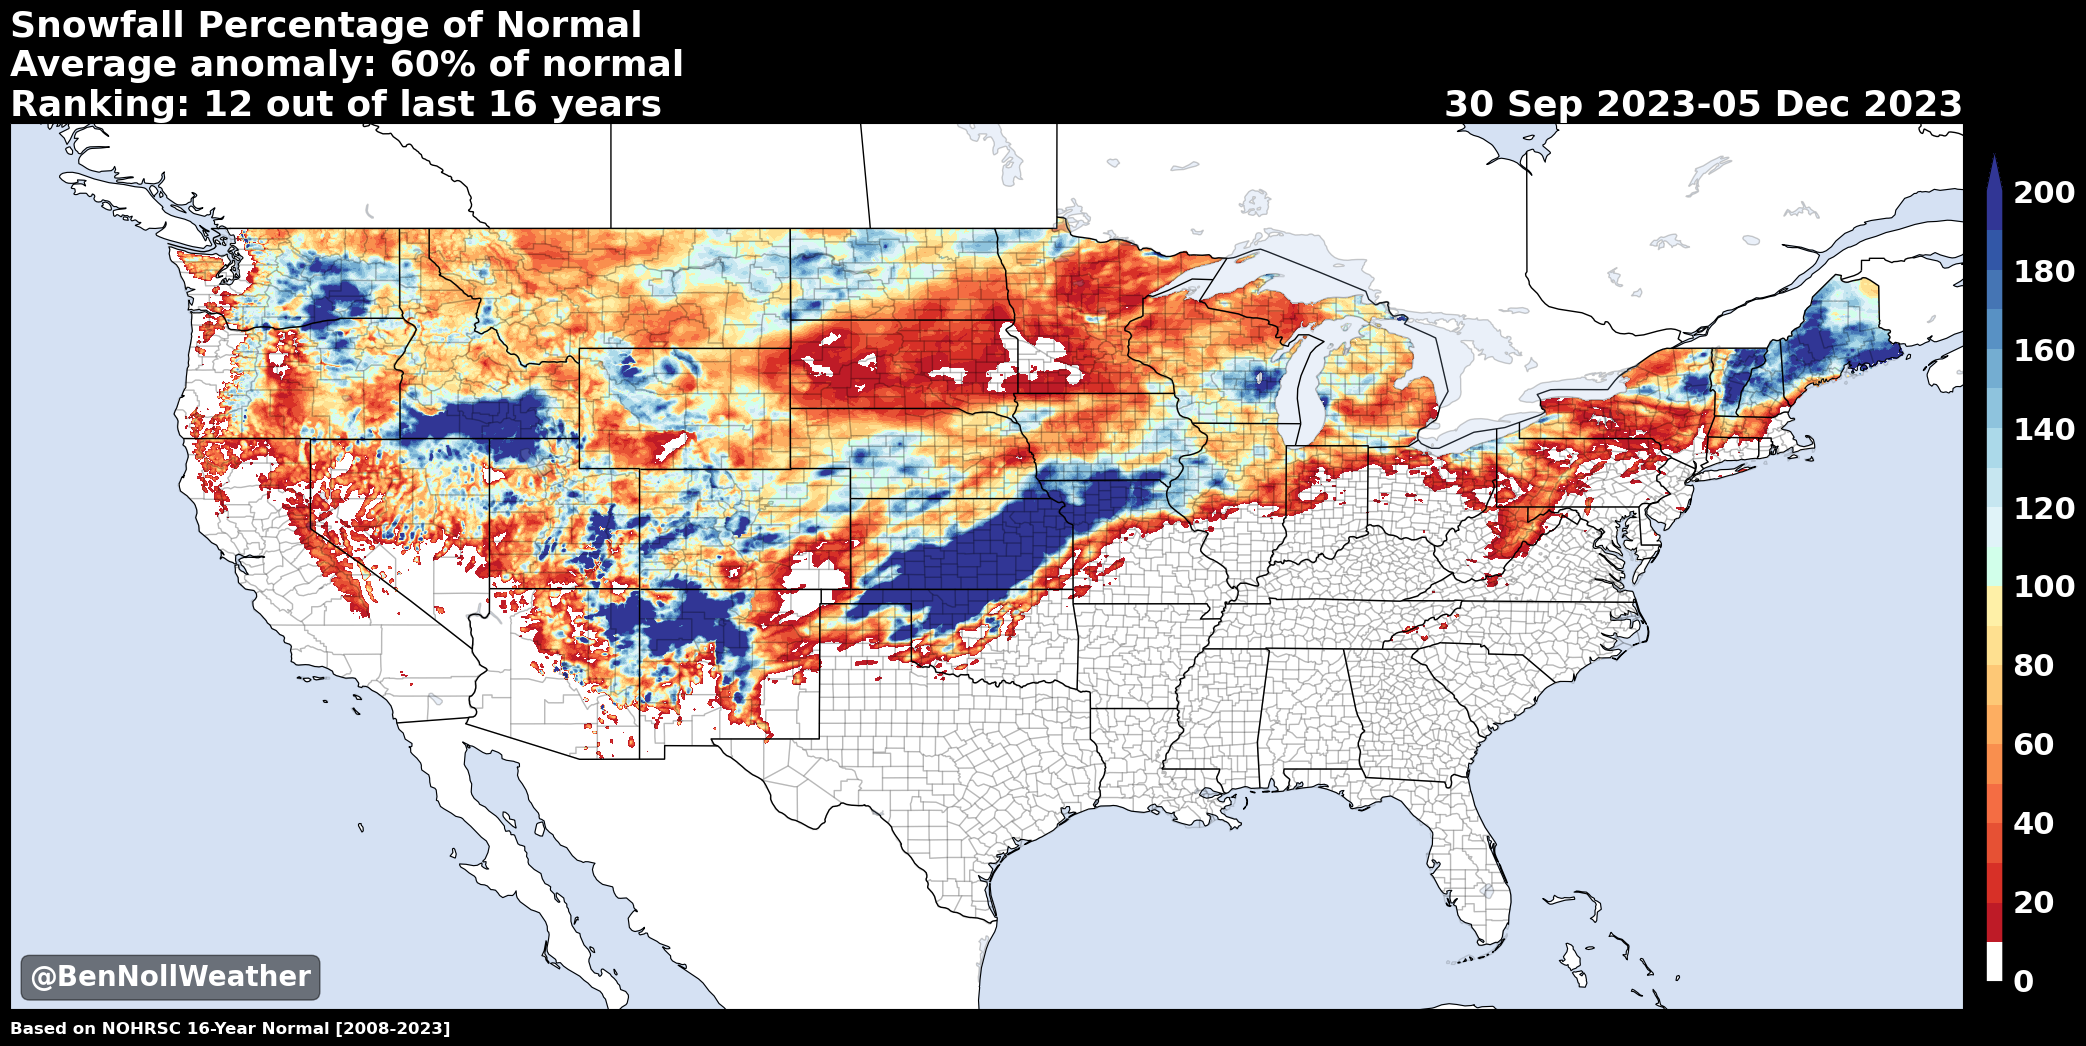 Snowfall Percentage of Normal
Average anomaly: 60% of normal
Ranking: 12 out of last 16 years
30 Sep 2023-05 Dec 2023
200
180
160
140
120
100
80
60
40
20
0
@BenNollWeather
Based on NOHRSC 16-Year Normal [2008-2023]